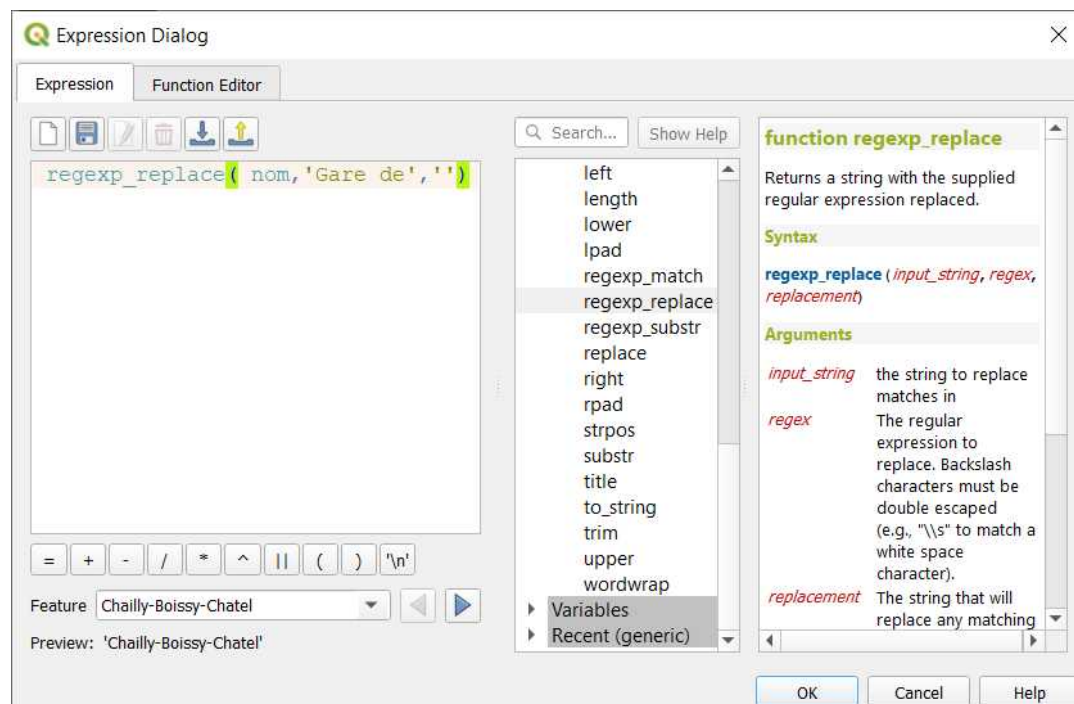 Expression Dialog
Expression
Function Editor
regexp_replace( nom,'Gare de','')
= + - / * ^ || ( ) '\n'
Feature Chailly-Boissy-Chatel
Preview: 'Chailly-Boissy-Chatel'
Search...
Show Help
left
length
lower
lpad
regexp_match
regexp_replace
regexp_substr
replace
right
rpad
strpos
substr
title
to_string
trim
upper
wordwrap
Variables
Recent (generic)
function regexp_replace
Returns a string with the supplied
regular expression replaced.
Syntax
regexp_replace (input_string, regex,
replacement)
Arguments
input_string the string to replace
matches in
regex The regular
expression to
replace. Backslash
characters must be
double escaped
(e.g., "\\s" to match a
white space
character).
replacement The string that will
replace any matching
OK
Cancel
Help